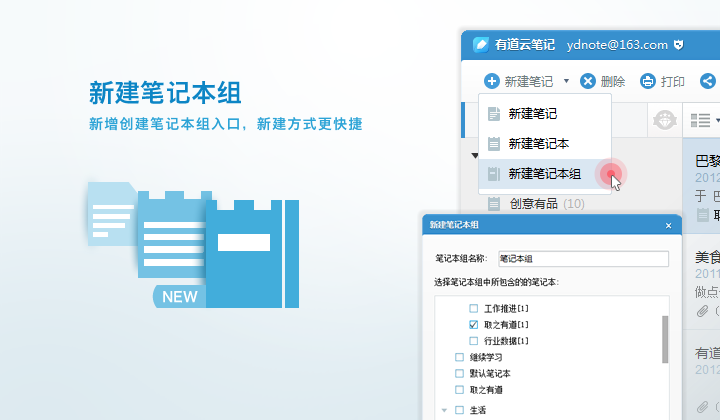 新建笔记本组
新增创建笔记本组入口，新建方式更快捷
NEW
有道云笔记 ydnote@163.com
新建笔记 删除 打印
新建笔记
新建笔记本
新建笔记本组
创意有品 (10)
新建笔记本组
笔记本组名称：
笔记本组
选择笔记本组中所包含的的笔记本：
工作推进[1]
取之有道[1]
行业数据[1]
继续学习
默认笔记本
取之有道
生活
巴黎
2012
于 巴
取
美食
2011
做点
有道
2012